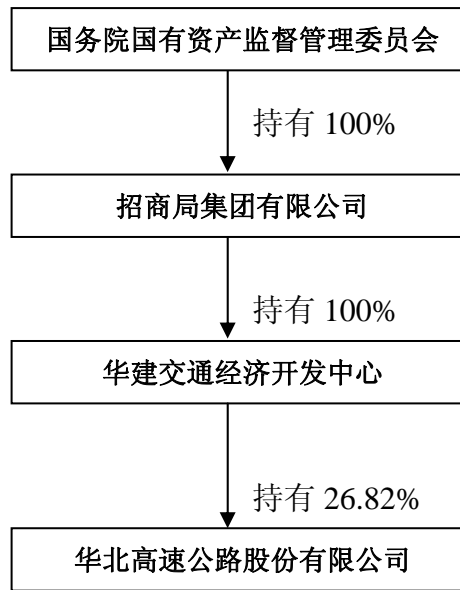 国务院国有资产监督管理委员会
持有 100%
招商局集团有限公司
持有 100%
华建交通经济开发中心
持有 26.82%
华北高速公路股份有限公司